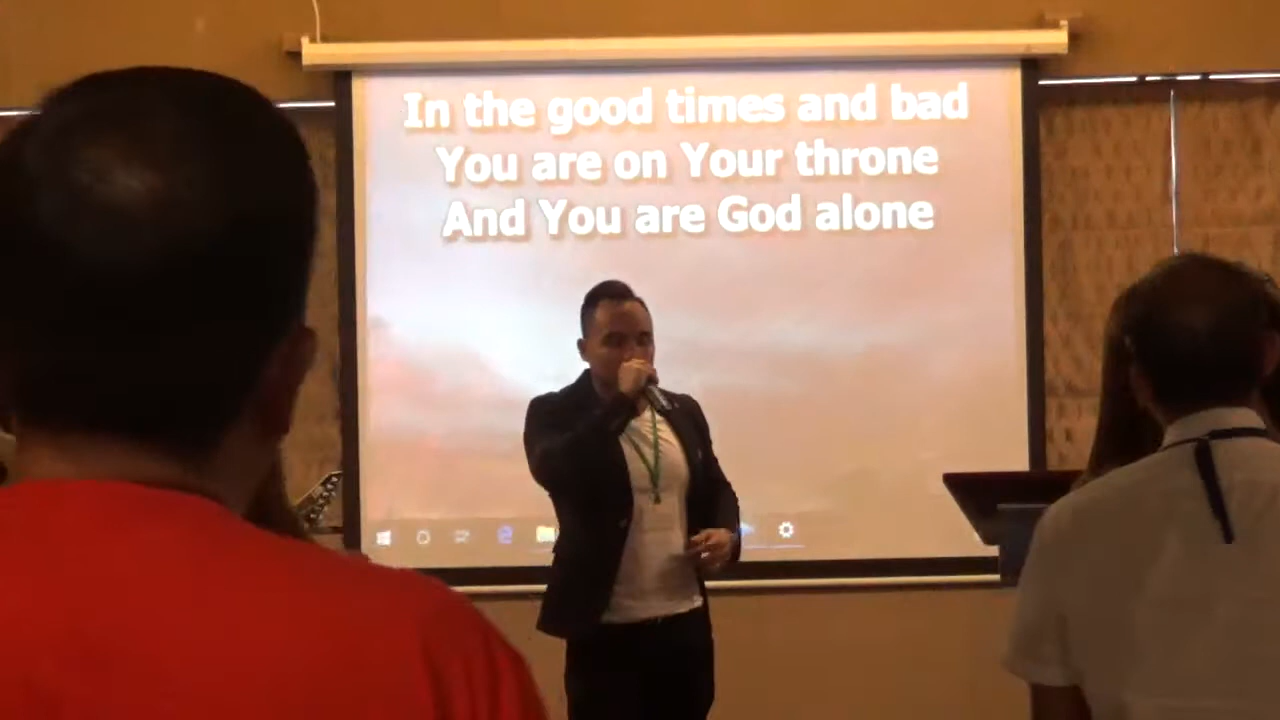 In the good times and bad
You are on Your throne
And You are God alone